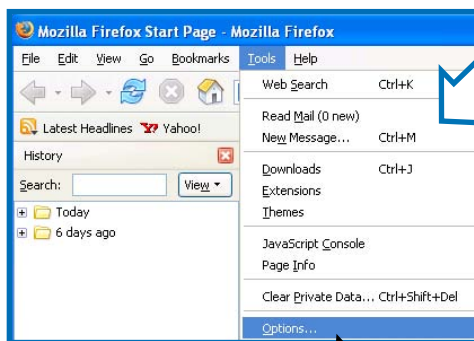 Mozilla Firefox Start Page - Mozilla Firefox
File Edit View Go Bookmarks Tools Help
Web Search Ctrl+K
Read Mail (0 new)
New Message... Ctrl+M
Latest Headlines Y? Yahoo!
History
Search: View
Downloads Ctrl+J
Extensions
Themes
Today
6 days ago
JavaScript Console
Page Info
Clear Private Data... Ctrl+Shift+Del
Options...